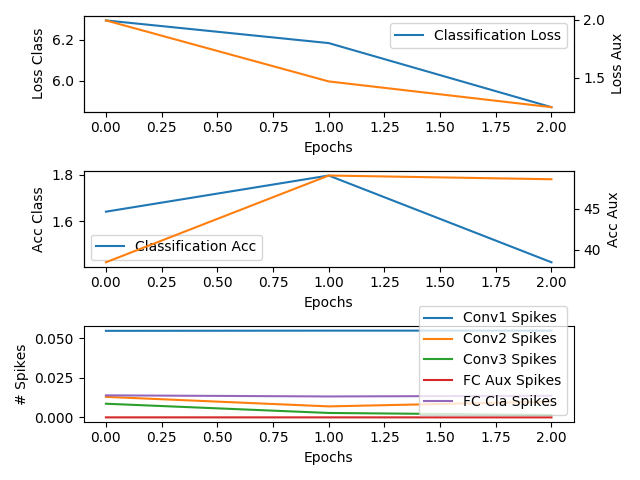 Classification Loss
Loss Class
Loss Aux
6.2
6.0
2.0
1.5
0.00 0.25 0.50 0.75 1.00 1.25 1.50 1.75 2.00
Epochs
Classification Acc
Acc Class
Acc Aux
1.8
1.6
45
40
0.00 0.25 0.50 0.75 1.00 1.25 1.50 1.75 2.00
Epochs
Conv1 Spikes
Conv2 Spikes
Conv3 Spikes
FC Aux Spikes
FC Cla Spikes
# Spikes
0.050
0.025
0.000
0.00 0.25 0.50 0.75 1.00 1.25 1.50 1.75 2.00
Epochs